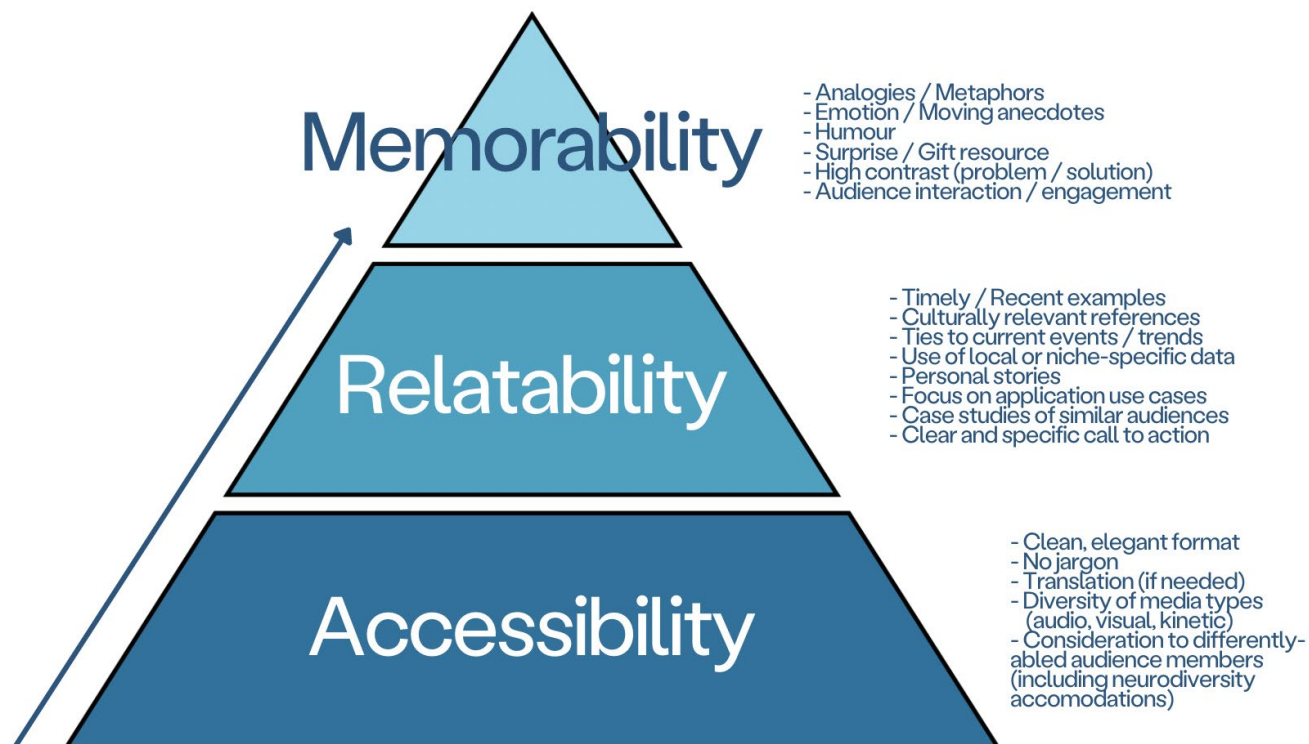 Memorability
- Analogies / Metaphors
- Emotion / Moving anecdotes
- Humour
- Surprise / Gift resource
- High contrast (problem / solution)
- Audience interaction / engagement
Relatability
- Timely / Recent examples
- Culturally relevant references
- Ties to current events / trends
- Use of local or niche-specific data
- Personal stories
- Focus on application use cases
- Case studies of similar audiences
- Clear and specific call to action
Accessibility
- Clean, elegant format
- No jargon
- Translation (if needed)
- Diversity of media types
(audio, visual, kinetic)
- Consideration to differently-
abled audience members
(including neurodiversity
accomodations)